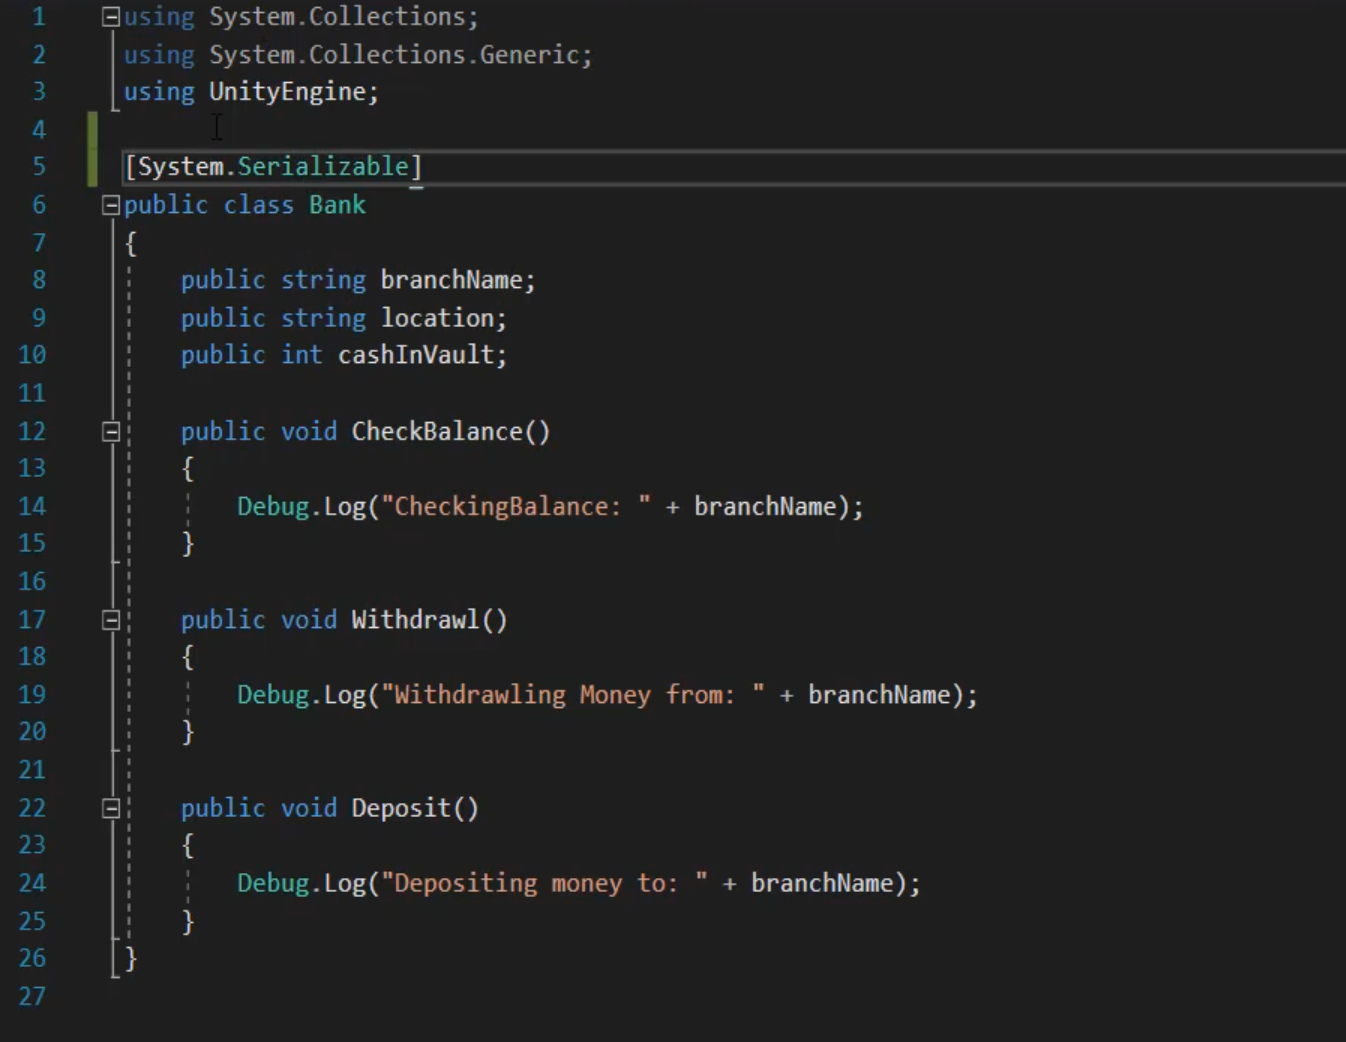 1 using System.Collections;
2 using System.Collections.Generic;
3 using UnityEngine;
4
5 [System.Serializable]
6 public class Bank
7 {
8 public string branchName;
9 public string location;
10 public int cashInVault;
11
12 public void CheckBalance()
13 {
14 Debug.Log("CheckingBalance: " + branchName);
15 }
16
17 public void Withdrawl()
18 {
19 Debug.Log("Withdrawling Money from: " + branchName);
20 }
21
22 public void Deposit()
23 {
24 Debug.Log("Depositing money to: " + branchName);
25 }
26 }
27